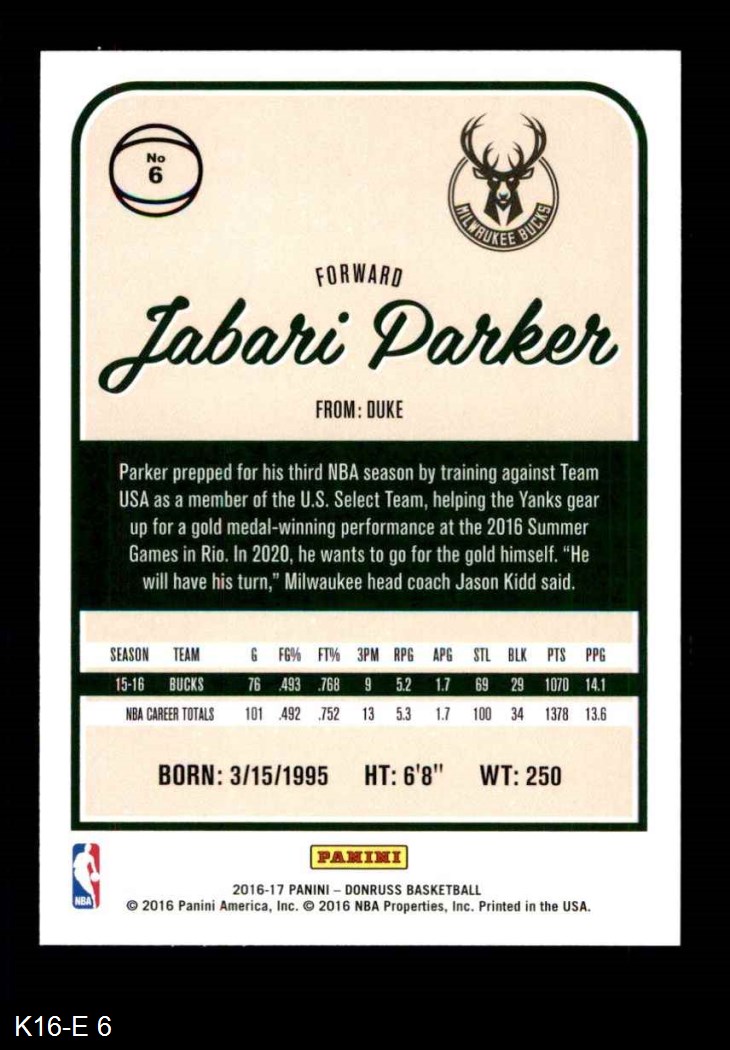 No
6
MILWAUKEE BUCKS
FORWARD
Jabari Parker
FROM: DUKE
Parker prepped for his third NBA season by training against Team
USA as a member of the U.S. Select Team, helping the Yanks gear
up for a gold medal-winning performance at the 2016 Summer
Games in Rio. In 2020, he wants to go for the gold himself. “He
will have his turn,” Milwaukee head coach Jason Kidd said.
SEASON TEAM G FG% FT% 3PM RPG APG STL BLK PTS PPG
15-16 BUCKS 76 .493 .768 9 5.2 1.7 69 29 1070 14.1
NBA CAREER TOTALS 101 .492 .752 13 5.3 1.7 100 34 1378 13.6
BORN: 3/15/1995 HT: 6'8" WT: 250
NBA
PANINI
2016-17 PANINI – DONRUSS BASKETBALL
© 2016 Panini America, Inc. © 2016 NBA Properties, Inc. Printed in the USA.
K16-E 6